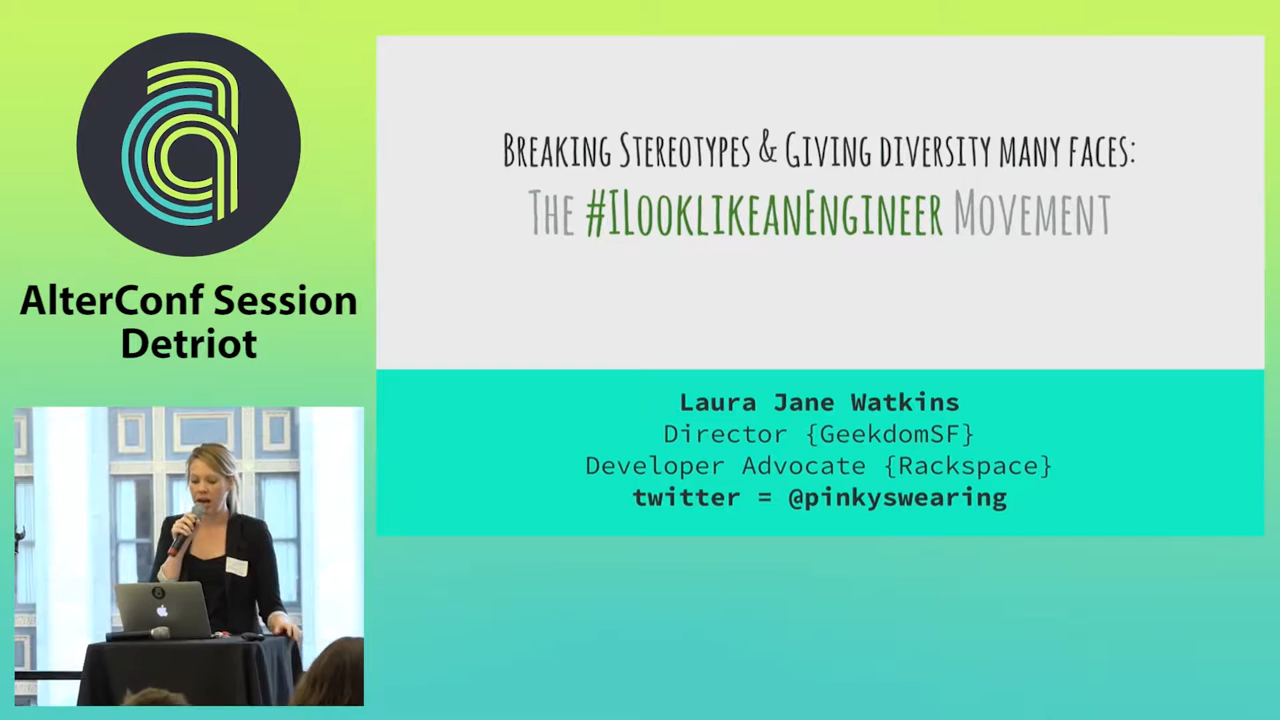 AlterConf Session
Detriot
Breaking Stereotypes & Giving diversity many faces:
The #ILooklikeanEngineer Movement
Laura Jane Watkins
Director {GeekdomSF}
Developer Advocate {Rackspace}
twitter = @pinkyswearing